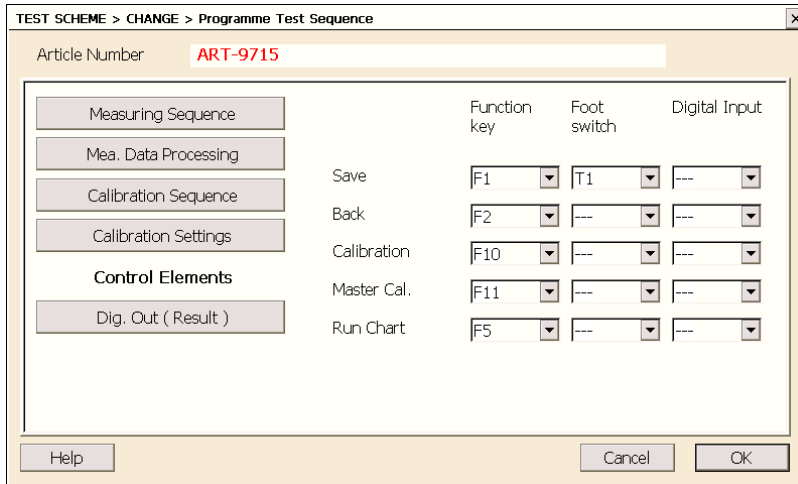 TEST SCHEME > CHANGE > Programme Test Sequence
Article Number ART-9715
Measuring Sequence
Mea. Data Processing
Calibration Sequence
Calibration Settings
Control Elements
Dig. Out ( Result )
Function key Foot switch Digital Input
Save F1 T1 ---
Back F2 --- ---
Calibration F10 --- ---
Master Cal. F11 --- ---
Run Chart F5 --- ---
Help Cancel OK